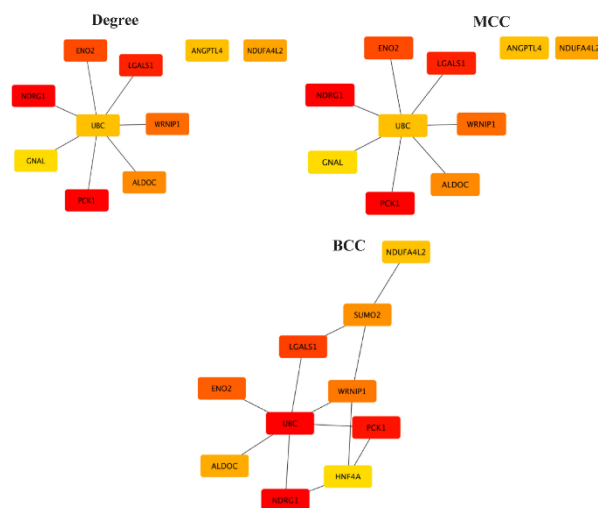 Degree
ENO2
ANGPTL4
NDUFA4L2
LGALS1
NDRG1
UBC
WRNIP1
GNAL
ALDOC
PCK1
MCC
ENO2
ANGPTL4
NDUFA4L2
LGALS1
NDRG1
UBC
WRNIP1
GNAL
ALDOC
PCK1
BCC
NDUFA4L2
SUMO2
LGALS1
ENO2
WRNIP1
UBC
PCK1
ALDOC
HNF4A
NDRG1